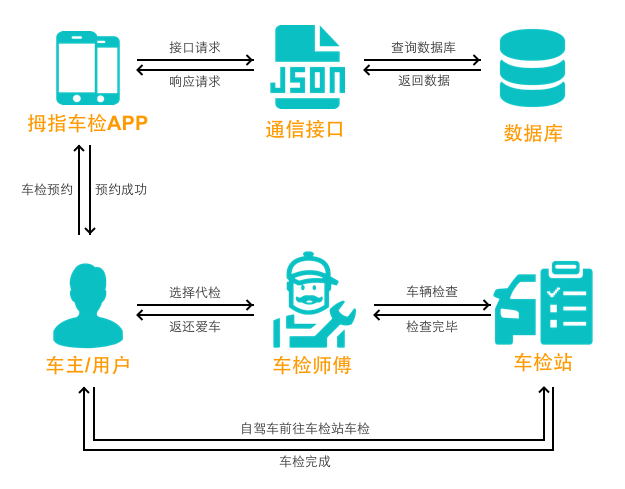 接口请求
响应请求
查询数据库
返回数据
JSON
拇指车检APP
通信接口
数据库
车检预约
预约成功
选择代检
返还爱车
车辆检查
检查完毕
车主/用户
车检师傅
车检站
自驾车前往车检站车检
车检完成